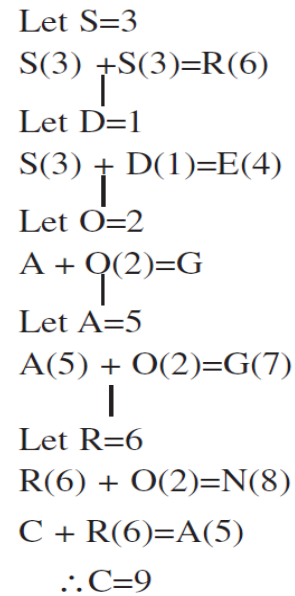 Let S=3
S(3) +S(3)=R(6)
Let D=1
S(3) + D(1)=E(4)
Let O=2
A + O(2)=G
Let A=5
A(5) + O(2)=G(7)
Let R=6
R(6) + O(2)=N(8)
C + R(6)=A(5)
∴C=9